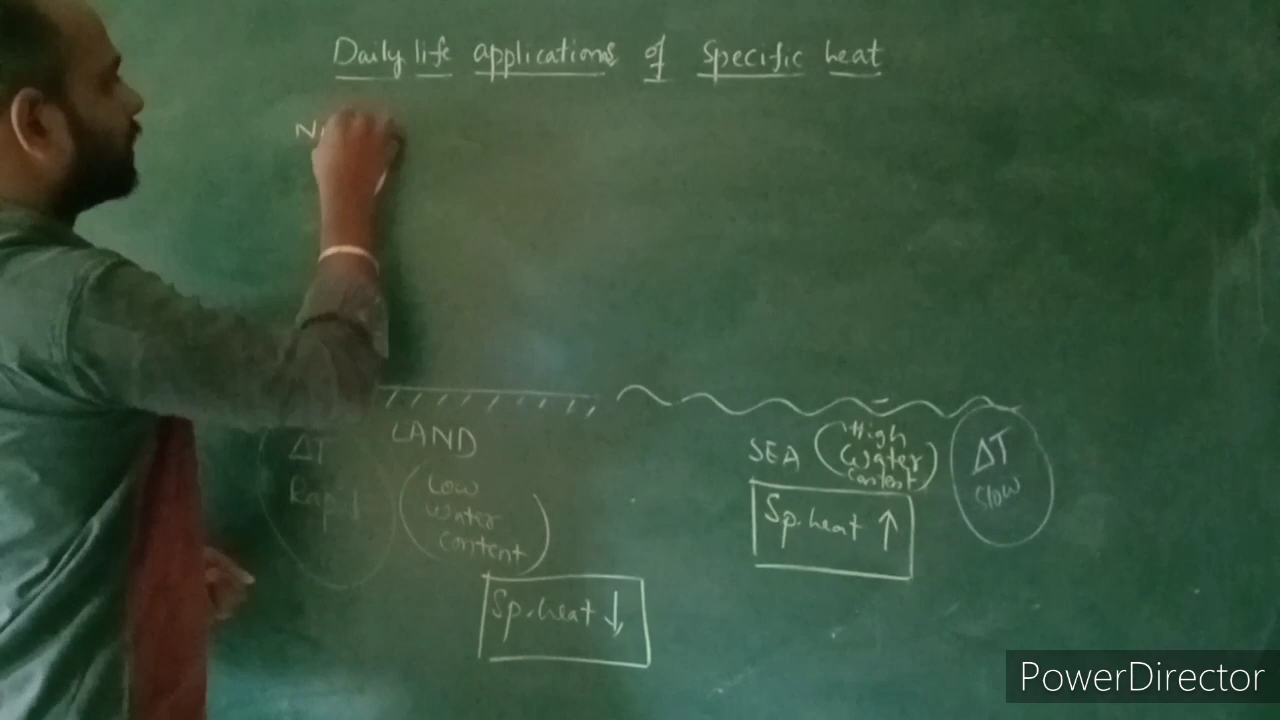 Daily life applications of specific heat
N
LAND
ΔT
Rapid
(Low
water
content)
Sp.heat ↓
SEA (High
Water
content)
Sp.heat ↑
ΔT
slow
PowerDirector